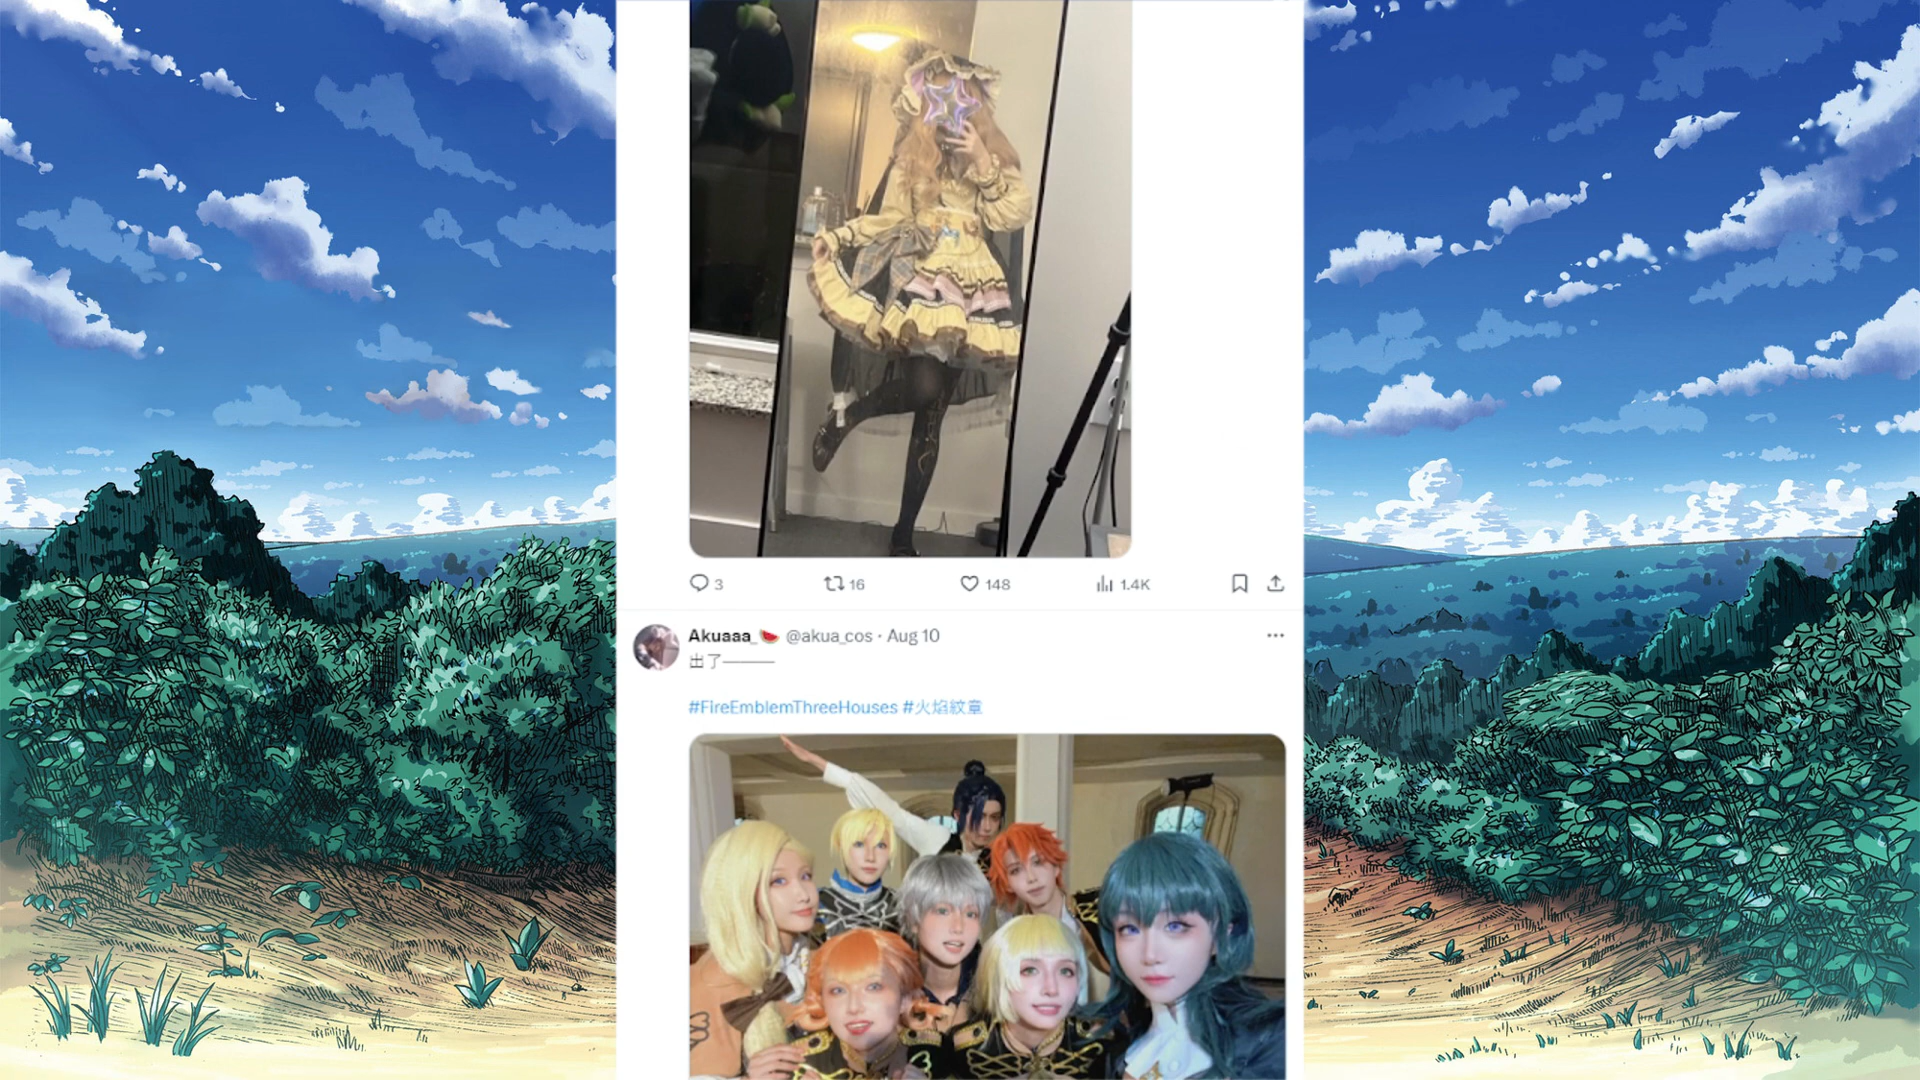 3 16 148 1.4K
Akuaaa_🍉 @akua_cos · Aug 10
出了———
#FireEmblemThreeHouses #火焰紋章